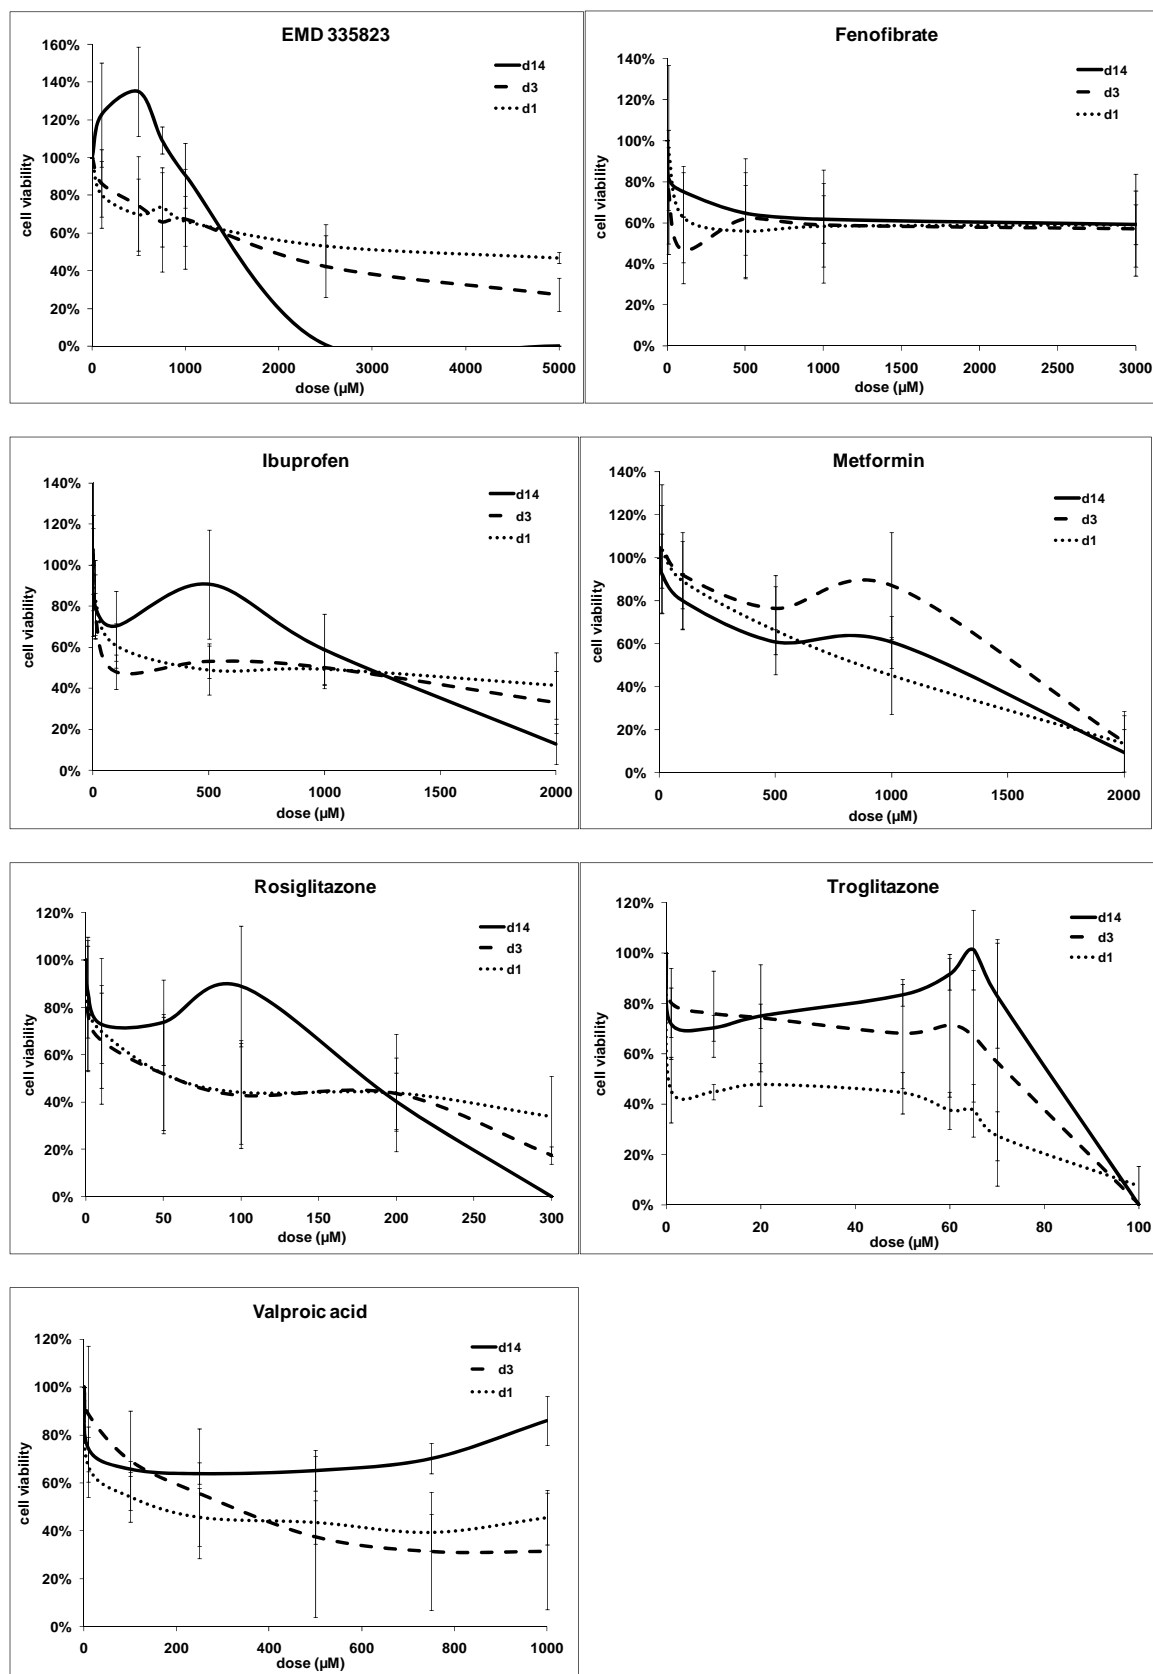 EMD 335823
160%
140%
120%
100%
80%
60%
40%
20%
0%
cell viability
d14
d3
d1
0 1000 2000 3000 4000 5000
dose (µM)
Fenofibrate
140%
120%
100%
80%
60%
40%
20%
0%
cell viability
d14
d3
d1
0 500 1000 1500 2000 2500 3000
dose (µM)
Ibuprofen
140%
120%
100%
80%
60%
40%
20%
0%
cell viability
d14
d3
d1
0 500 1000 1500 2000
dose (µM)
Metformin
140%
120%
100%
80%
60%
40%
20%
0%
cell viability
d14
d3
d1
0 500 1000 1500 2000
dose (µM)
Rosiglitazone
120%
100%
80%
60%
40%
20%
0%
cell viability
d14
d3
d1
0 50 100 150 200 250 300
dose (µM)
Troglitazone
120%
100%
80%
60%
40%
20%
0%
cell viability
d14
d3
d1
0 20 40 60 80 100
dose (µM)
Valproic acid
120%
100%
80%
60%
40%
20%
0%
cell viability
d14
d3
d1
0 200 400 600 800 1000
dose (µM)